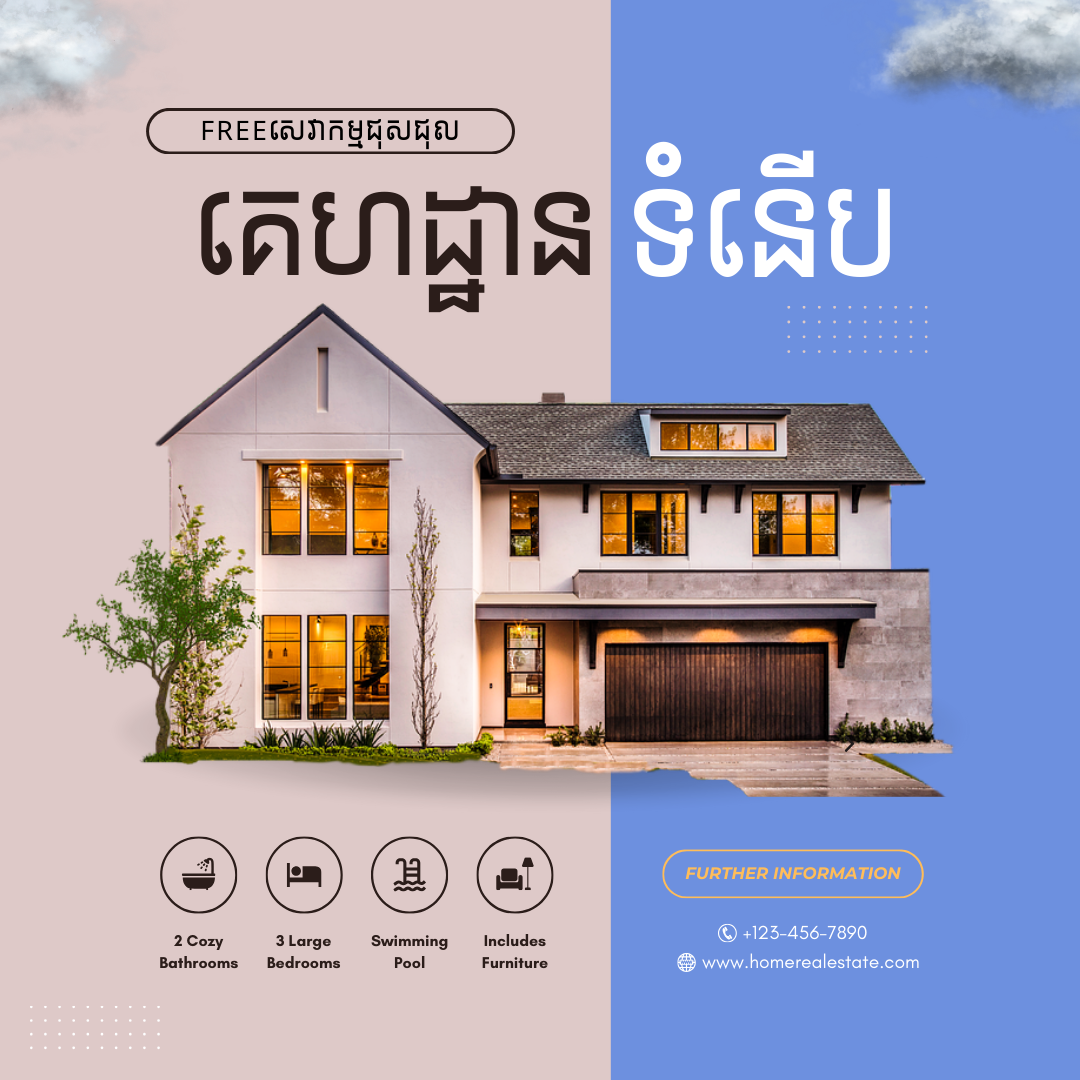 FREEសេវាកម្មជុសជុល
គេហដ្ឋាន ទំនើប
2 Cozy Bathrooms
3 Large Bedrooms
Swimming Pool
Includes Furniture
FURTHER INFORMATION
+123-456-7890
www.homerealestate.com